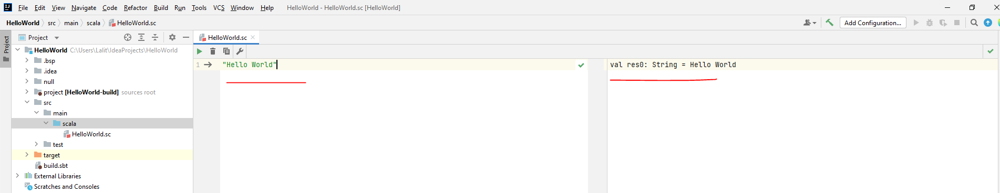 File Edit View Navigate Code Refactor Build Run Tools VCS Window Help HelloWorld - HelloWorld.sc [HelloWorld]
HelloWorld src main scala HelloWorld.sc Add Configuration...
Project
Project
HelloWorld.sc
HelloWorld C:\Users\Lalit\IdeaProjects\HelloWorld
.bsp
.idea
null
project [HelloWorld-build] sources root
src
main
scala
HelloWorld.sc
test
target
build.sbt
External Libraries
Scratches and Consoles
1 "Hello World"
val res0: String = Hello World